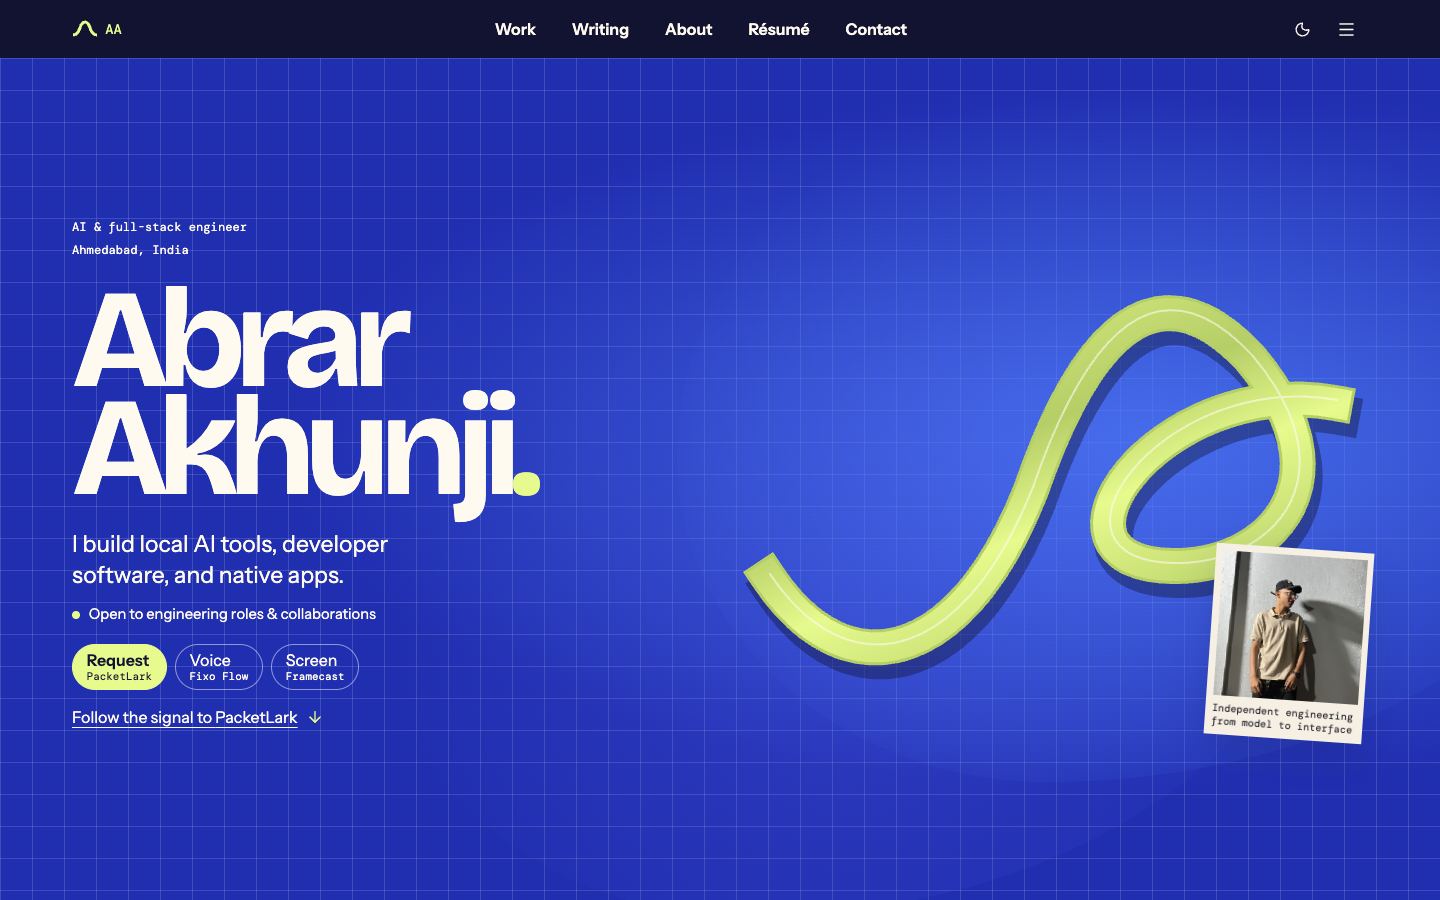 AA
Work
Writing
About
Résumé
Contact
AI & full-stack engineer
Ahmedabad, India
Abrar
Akhunji.
I build local AI tools, developer
software, and native apps.
Open to engineering roles & collaborations
Request
PacketLark
Voice
Fixo Flow
Screen
Framecast
Follow the signal to PacketLark ↓
Independent engineering
from model to interface